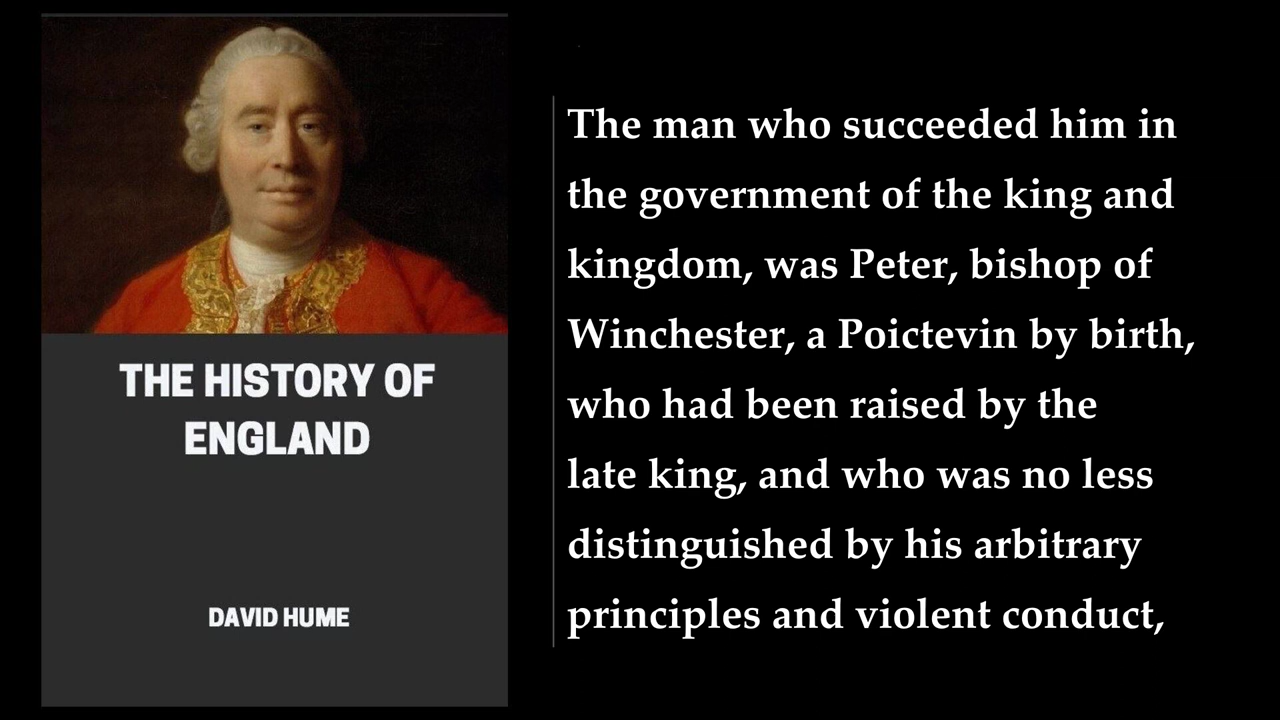 THE HISTORY OF
ENGLAND
DAVID HUME
The man who succeeded him in
the government of the king and
kingdom, was Peter, bishop of
Winchester, a Poictevin by birth,
who had been raised by the
late king, and who was no less
distinguished by his arbitrary
principles and violent conduct,